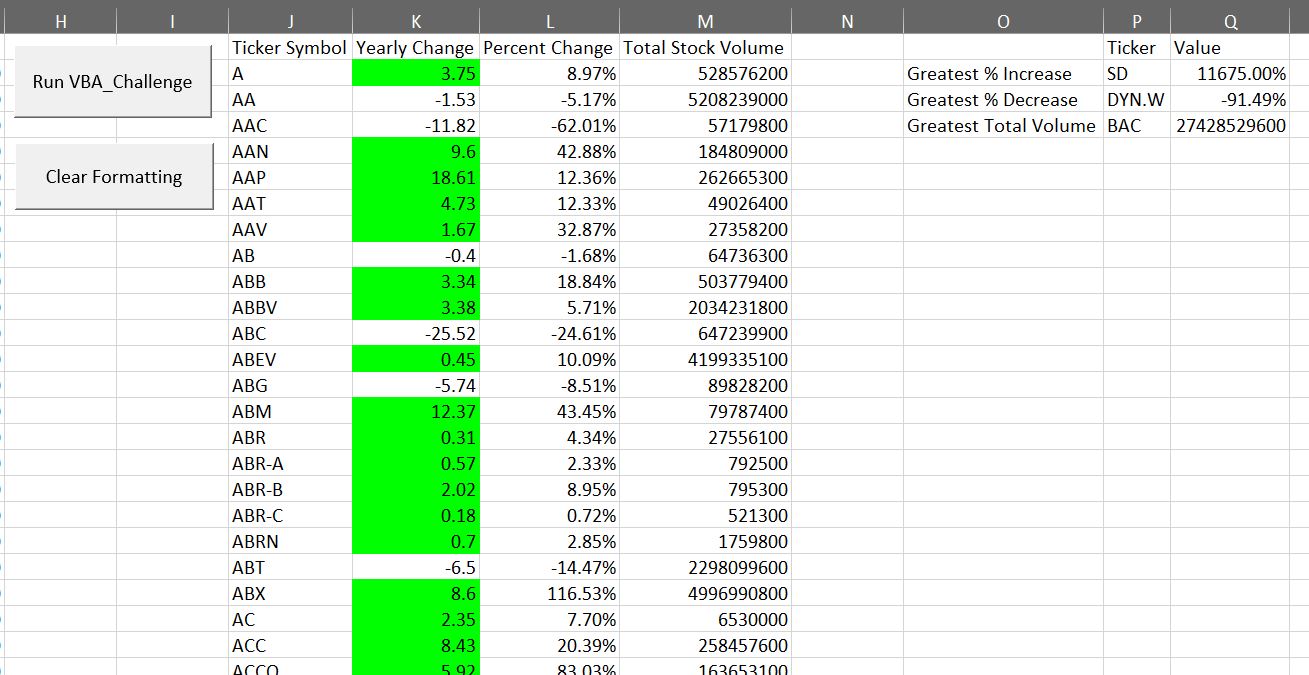 H I J K L M N O P Q
Ticker Symbol Yearly Change Percent Change Total Stock Volume Ticker Value
Run VBA_Challenge
A 3.75 8.97% 528576200 Greatest % Increase SD 11675.00%
AA -1.53 -5.17% 5208239000 Greatest % Decrease DYN.W -91.49%
AAC -11.82 -62.01% 57179800 Greatest Total Volume BAC 27428529600
AAN 9.6 42.88% 184809000
Clear Formatting
AAP 18.61 12.36% 262665300
AAT 4.73 12.33% 49026400
AAV 1.67 32.87% 27358200
AB -0.4 -1.68% 64736300
ABB 3.34 18.84% 503779400
ABBV 3.38 5.71% 2034231800
ABC -25.52 -24.61% 647239900
ABEV 0.45 10.09% 4199335100
ABG -5.74 -8.51% 89828200
ABM 12.37 43.45% 79787400
ABR 0.31 4.34% 27556100
ABR-A 0.57 2.33% 792500
ABR-B 2.02 8.95% 795300
ABR-C 0.18 0.72% 521300
ABRN 0.7 2.85% 1759800
ABT -6.5 -14.47% 2298099600
ABX 8.6 116.53% 4996990800
AC 2.35 7.70% 6530000
ACC 8.43 20.39% 258457600
ACCO 5.92 83.03% 163653100